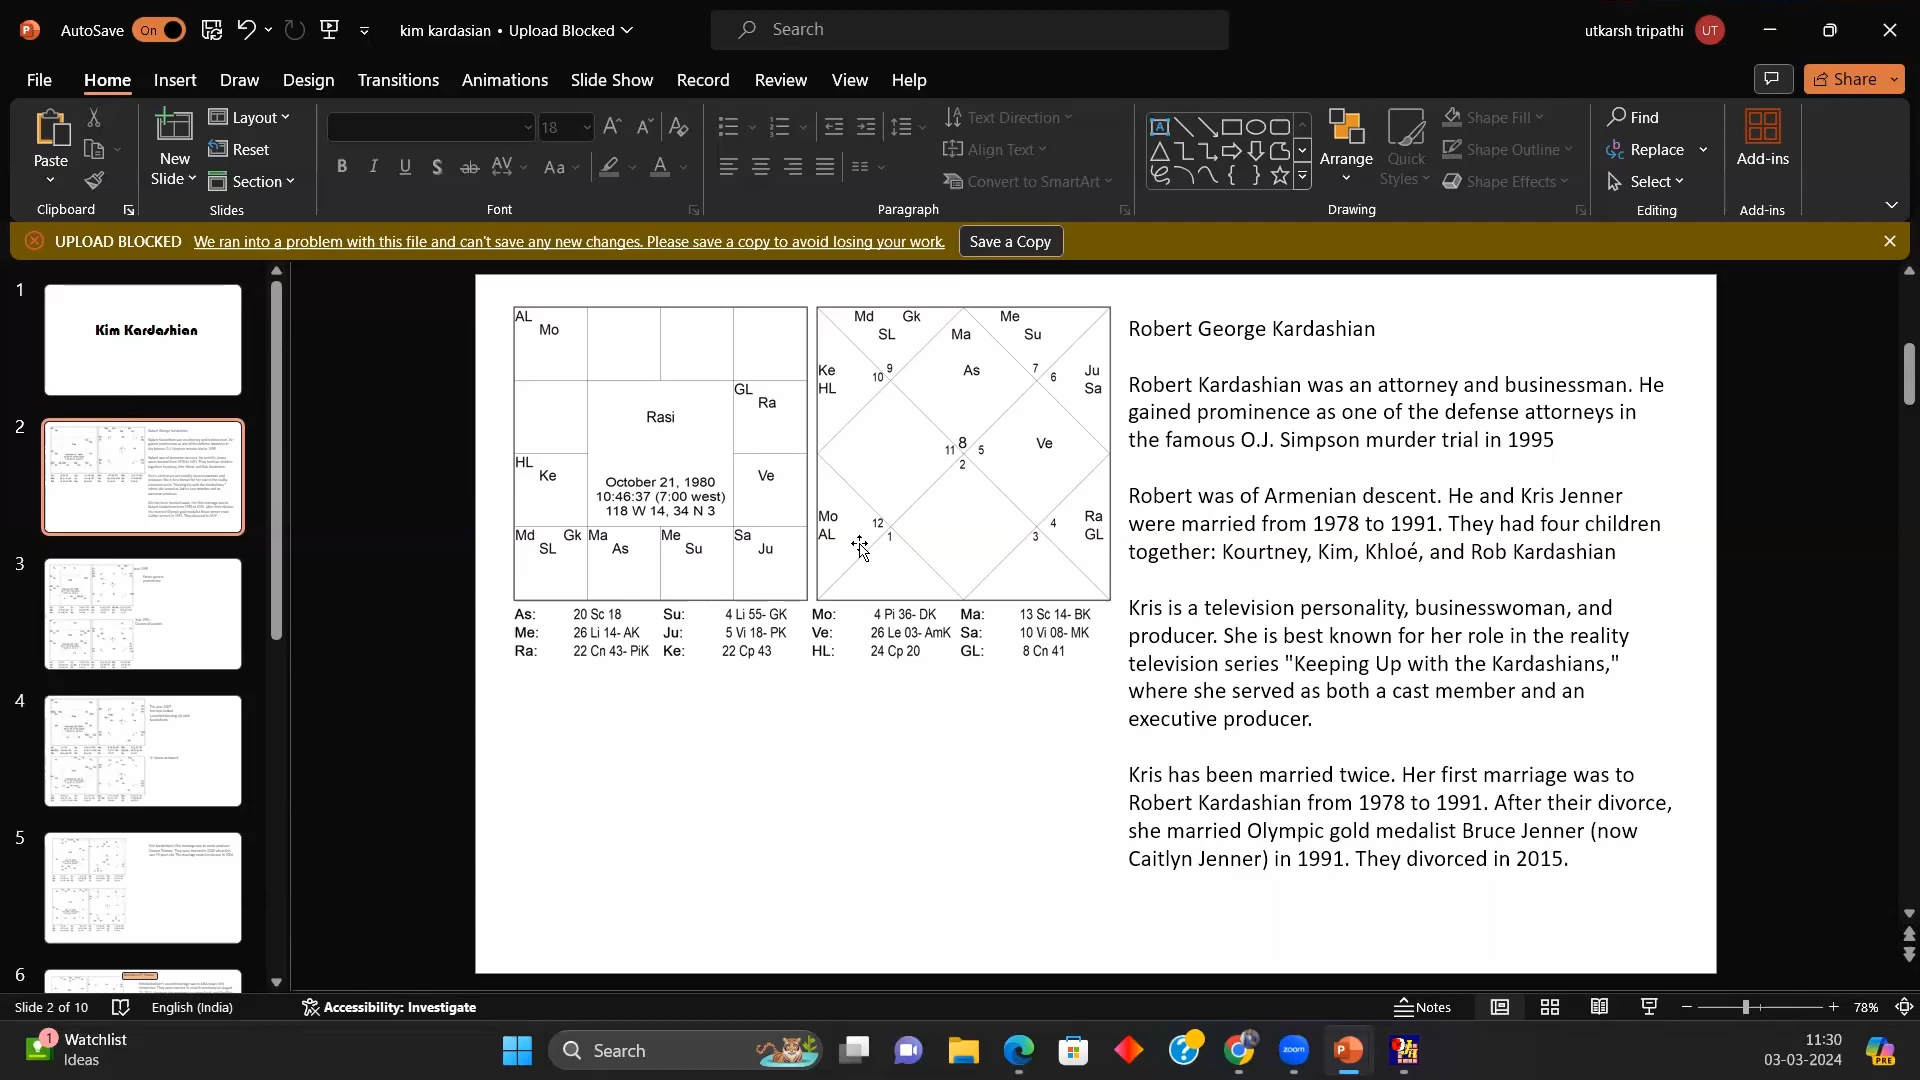 AutoSave On kim kardasian • Upload Blocked Search utkarsh tripathi UT
File Home Insert Draw Design Transitions Animations Slide Show Record Review View Help Share
Paste New Slide Layout Reset Section 18 Text Direction Align Text Convert to SmartArt Arrange Quick Styles Shape Fill Shape Outline Shape Effects Find Replace Select Add-ins
Clipboard Slides Font Paragraph Drawing Editing Add-ins
UPLOAD BLOCKED We ran into a problem with this file and can't save any new changes. Please save a copy to avoid losing your work. Save a Copy
1
Kim Kardashian
2
3
4
5
6
AL
Mo
GL
Ra
Rasi
HL
Ke
Ve
October 21, 1980
10:46:37 (7:00 west)
118 W 14, 34 N 3
Md Gk Ma Me Sa
SL As Su Ju
Md Gk Me
SL Ma Su
Ke 10 9 As 7 6 Ju
HL Sa
8 Ve
11 5
2
Mo 12 4 Ra
AL 1 3 GL
As: 20 Sc 18 Su: 4 Li 55- GK Mo: 4 Pi 36- DK Ma: 13 Sc 14- BK
Me: 26 Li 14- AK Ju: 5 Vi 18- PK Ve: 26 Le 03- AmK Sa: 10 Vi 08- MK
Ra: 22 Cn 43- PiK Ke: 22 Cp 43 HL: 24 Cp 20 GL: 8 Cn 41
Robert George Kardashian
Robert Kardashian was an attorney and businessman. He
gained prominence as one of the defense attorneys in
the famous O.J. Simpson murder trial in 1995
Robert was of Armenian descent. He and Kris Jenner
were married from 1978 to 1991. They had four children
together: Kourtney, Kim, Khloé, and Rob Kardashian
Kris is a television personality, businesswoman, and
producer. She is best known for her role in the reality
television series "Keeping Up with the Kardashians,"
where she served as both a cast member and an
executive producer.
Kris has been married twice. Her first marriage was to
Robert Kardashian from 1978 to 1991. After their divorce,
she married Olympic gold medalist Bruce Jenner (now
Caitlyn Jenner) in 1991. They divorced in 2015.
Slide 2 of 10 English (India) Accessibility: Investigate Notes 78%
1 Watchlist
Ideas
Search
zoom
11:30
03-03-2024
PRE